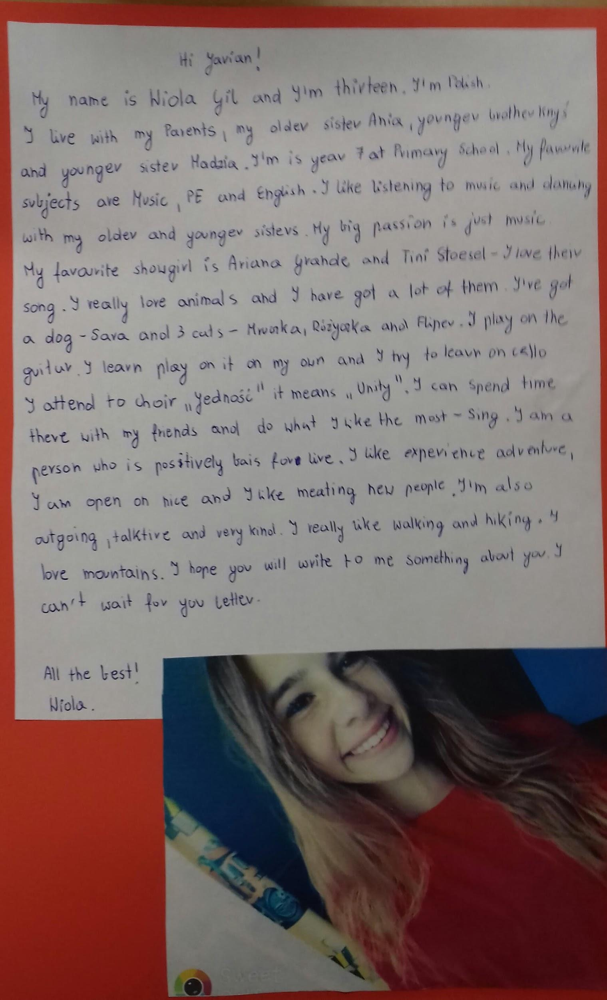 Hi Javian!
My name is Wiola Gil and I'm thirteen. I'm Polish.
I live with my Parents, my older sister Ania, younger brother Krzyś
and younger sister Madzia. I'm is year 7 at Primary School. My favourite
subjects are Music, PE and English. I like listening to music and dancing
with my older and younger sisters. My big passion is just music.
My favourite showgirl is Ariana Grande and Tini Stoesel - I love their
song. I really love animals and I have got a lot of them. I've got
a dog - Sara and 3 cats - Mruczka, Różyczka and Fliper. I play on the
guitar. I learn play on it on my own and I try to learn on cello
I attend to choir „Jedność" it means „Unity". I can spend time
there with my friends and do what I like the most - Sing. I am a
person who is positively bais for live. I like experience adventure,
I am open on nice and I like meating new people. I'm also
outgoing, talktive and very kind. I really like walking and hiking. I
love mountains. I hope you will write to me something about you. I
can't wait for you letter.
All the best!
Wiola.
Sweet